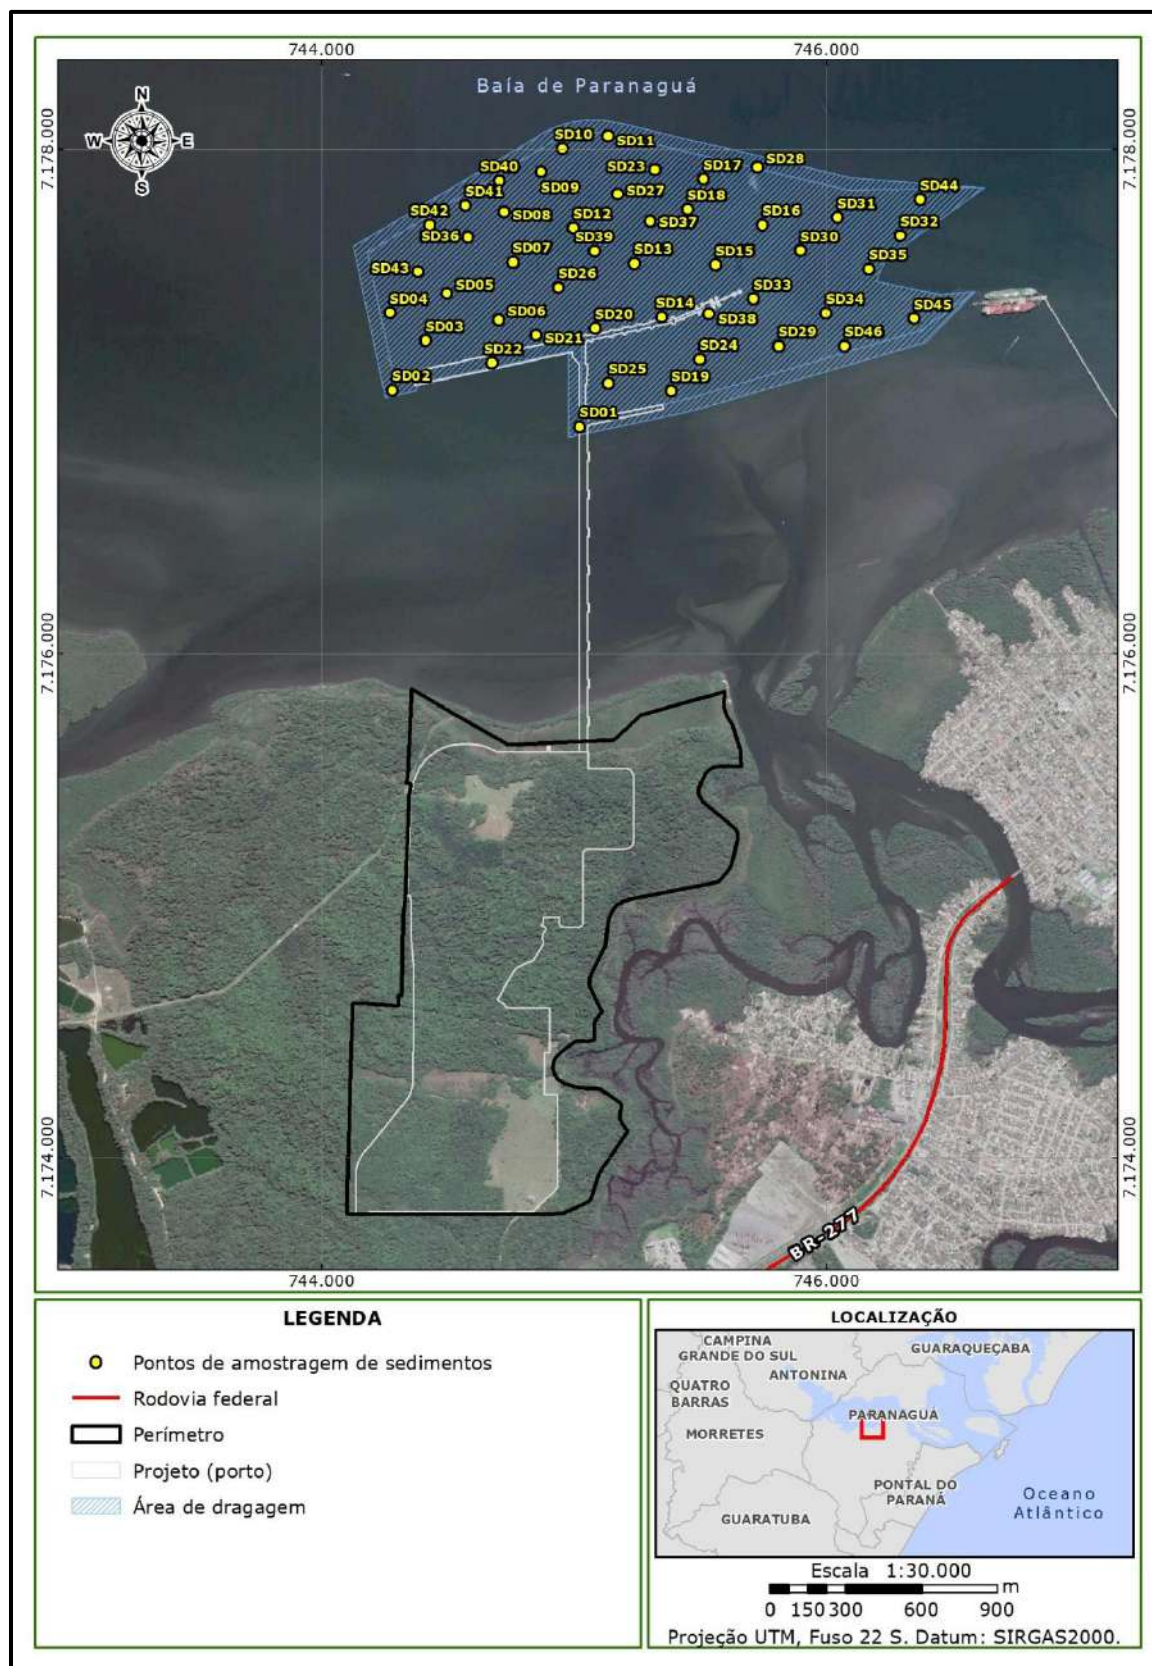 744.000
746.000
Baía de Paranaguá
N
W
E
S
7.178.000
7.178.000
SD10
SD11
SD40
SD09
SD23
SD17
SD28
SD41
SD27
SD44
SD42
SD08
SD12
SD18
SD31
SD36
SD39
SD37
SD16
SD32
SD07
SD13
SD15
SD30
SD35
SD43
SD05
SD26
SD04
SD06
SD14
SD33
SD34
SD45
SD03
SD21
SD20
SD38
SD29
SD46
SD22
SD24
SD02
SD25
SD19
SD01
7.176.000
7.176.000
7.174.000
7.174.000
BR-277
744.000
746.000
LEGENDA
Pontos de amostragem de sedimentos
Rodovia federal
Perímetro
Projeto (porto)
Área de dragagem
LOCALIZAÇÃO
CAMPINA
GRANDE DO SUL
GUARAQUEÇABA
ANTONINA
QUATRO
BARRAS
PARANAGUÁ
MORRETES
PONTAL DO
PARANÁ
GUARATUBA
Oceano
Atlântico
Escala 1:30.000
m
0 150 300 600 900
Projeção UTM, Fuso 22 S. Datum: SIRGAS2000.